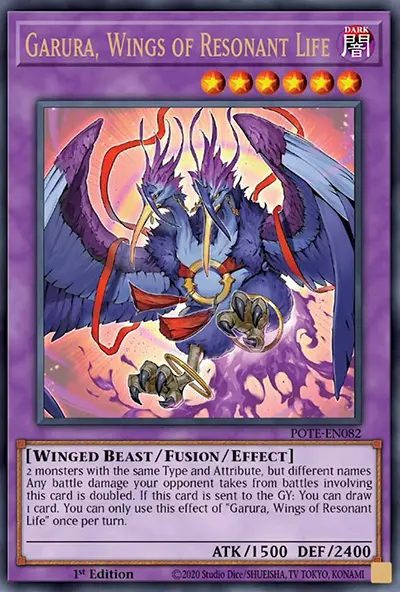 GARURA, WINGS OF RESONANT LIFE
DARK
闇
POTE-EN082
[WINGED BEAST/FUSION/EFFECT]
2 monsters with the same Type and Attribute, but different names
Any battle damage your opponent takes from battles involving
this card is doubled. If this card is sent to the GY: You can draw
1 card. You can only use this effect of "Garura, Wings of Resonant
Life" once per turn.
ATK/1500 DEF/2400
1st Edition
©2020 Studio Dice/SHUEISHA, TV TOKYO, KONAMI